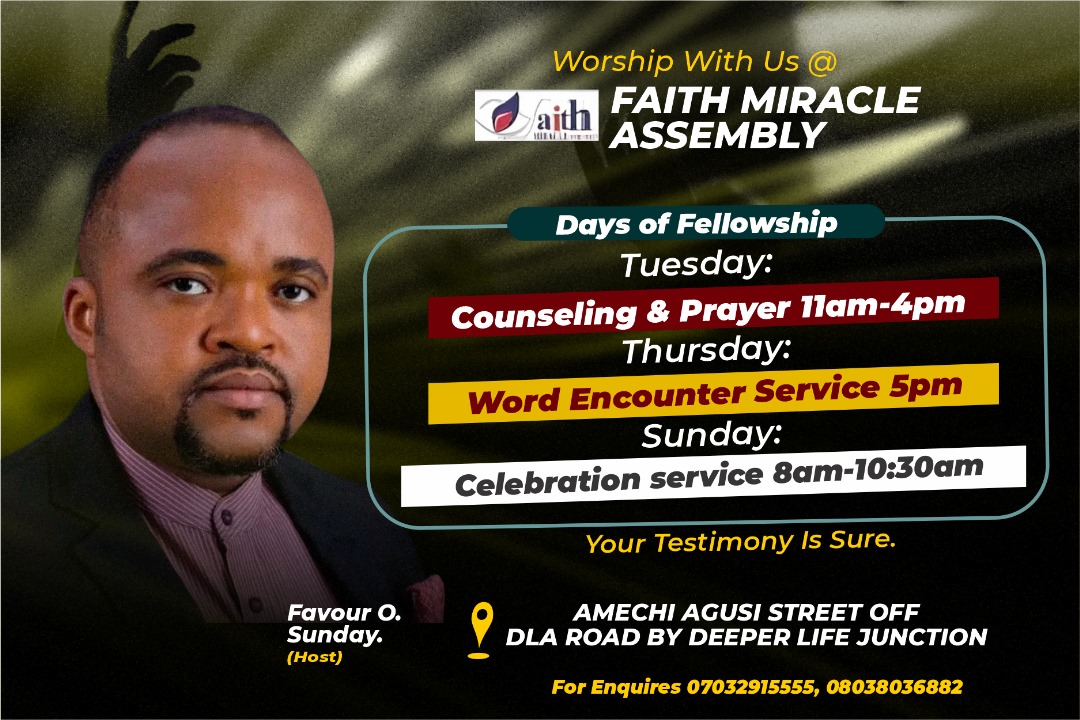 Worship With Us @
Faith
FAITH MIRACLE
ASSEMBLY
Days of Fellowship
Tuesday:
Counseling & Prayer 11am-4pm
Thursday:
Word Encounter Service 5pm
Sunday:
Celebration service 8am-10:30am
Your Testimony Is Sure.
Favour O.
Sunday.
(Host)
AMECHI AGUSI STREET OFF
DLA ROAD BY DEEPER LIFE JUNCTION
For Enquires 07032915555, 08038036882